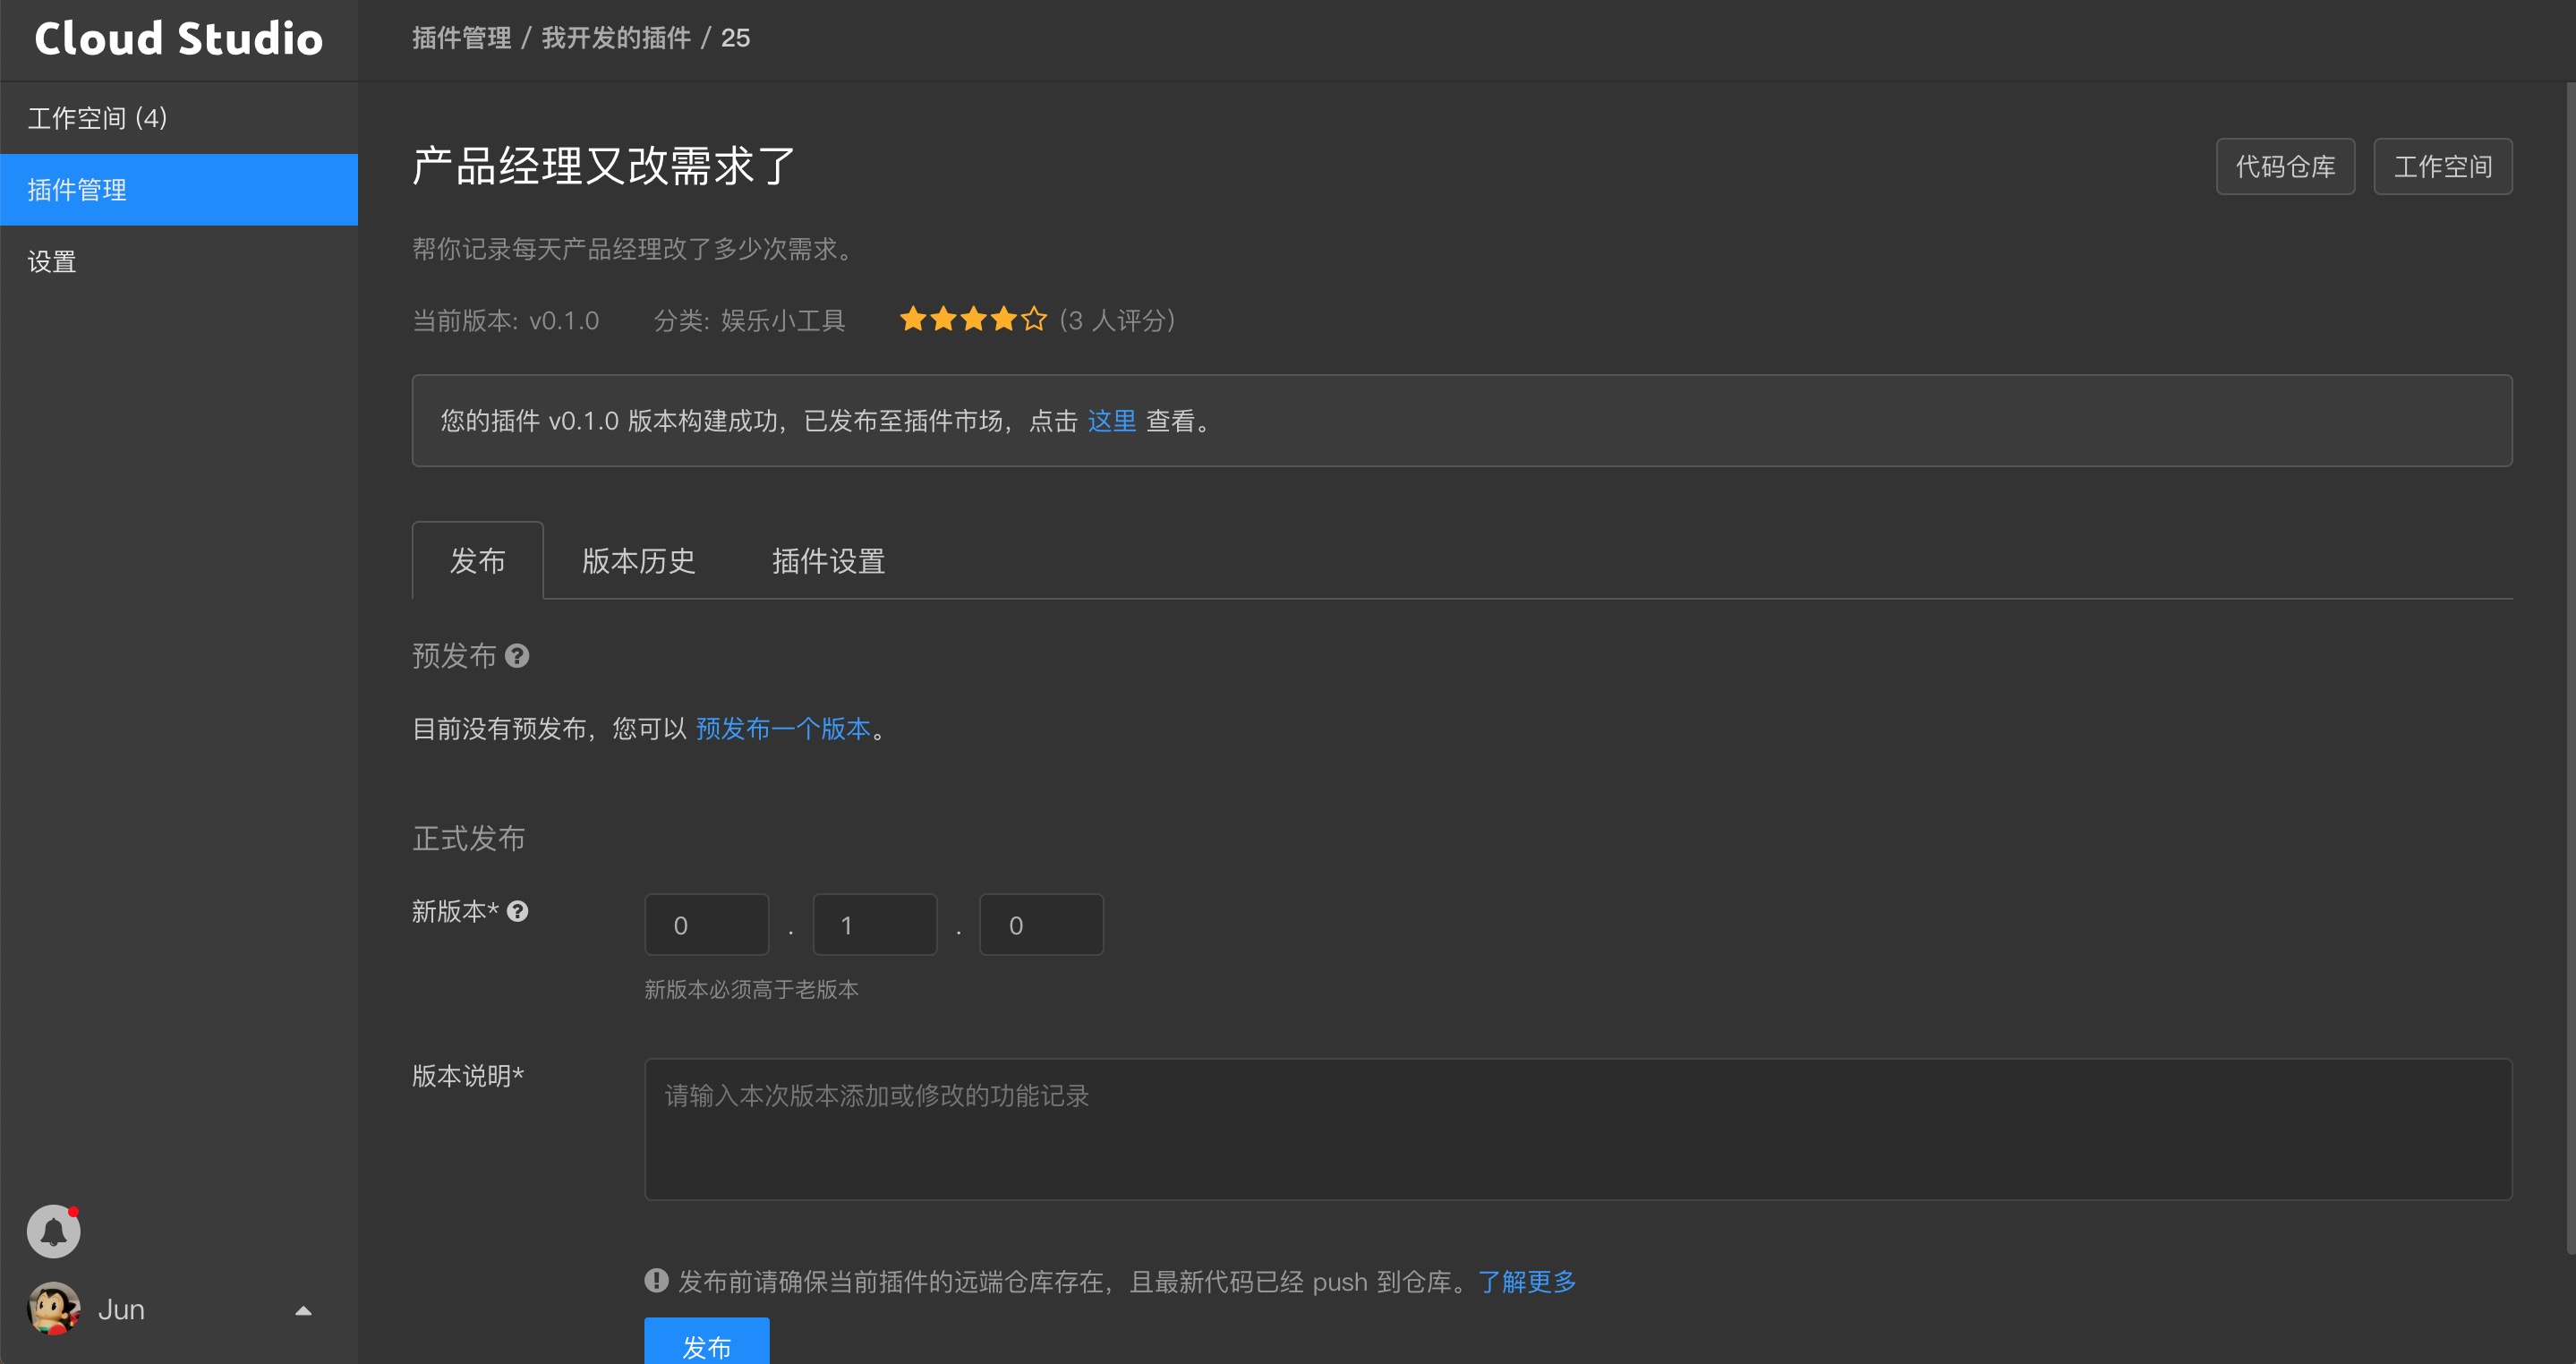 Cloud Studio
插件管理 / 我开发的插件 / 25
工作空间 (4)
插件管理
设置
产品经理又改需求了
代码仓库
工作空间
帮你记录每天产品经理改了多少次需求。
当前版本: v0.1.0 分类: 娱乐小工具 (3 人评分)
您的插件 v0.1.0 版本构建成功，已发布至插件市场，点击 这里 查看。
发布 版本历史 插件设置
预发布
目前没有预发布，您可以 预发布一个版本。
正式发布
新版本* 0 . 1 . 0
新版本必须高于老版本
版本说明*
请输入本次版本添加或修改的功能记录
发布前请确保当前插件的远端仓库存在，且最新代码已经 push 到仓库。了解更多
发布
Jun